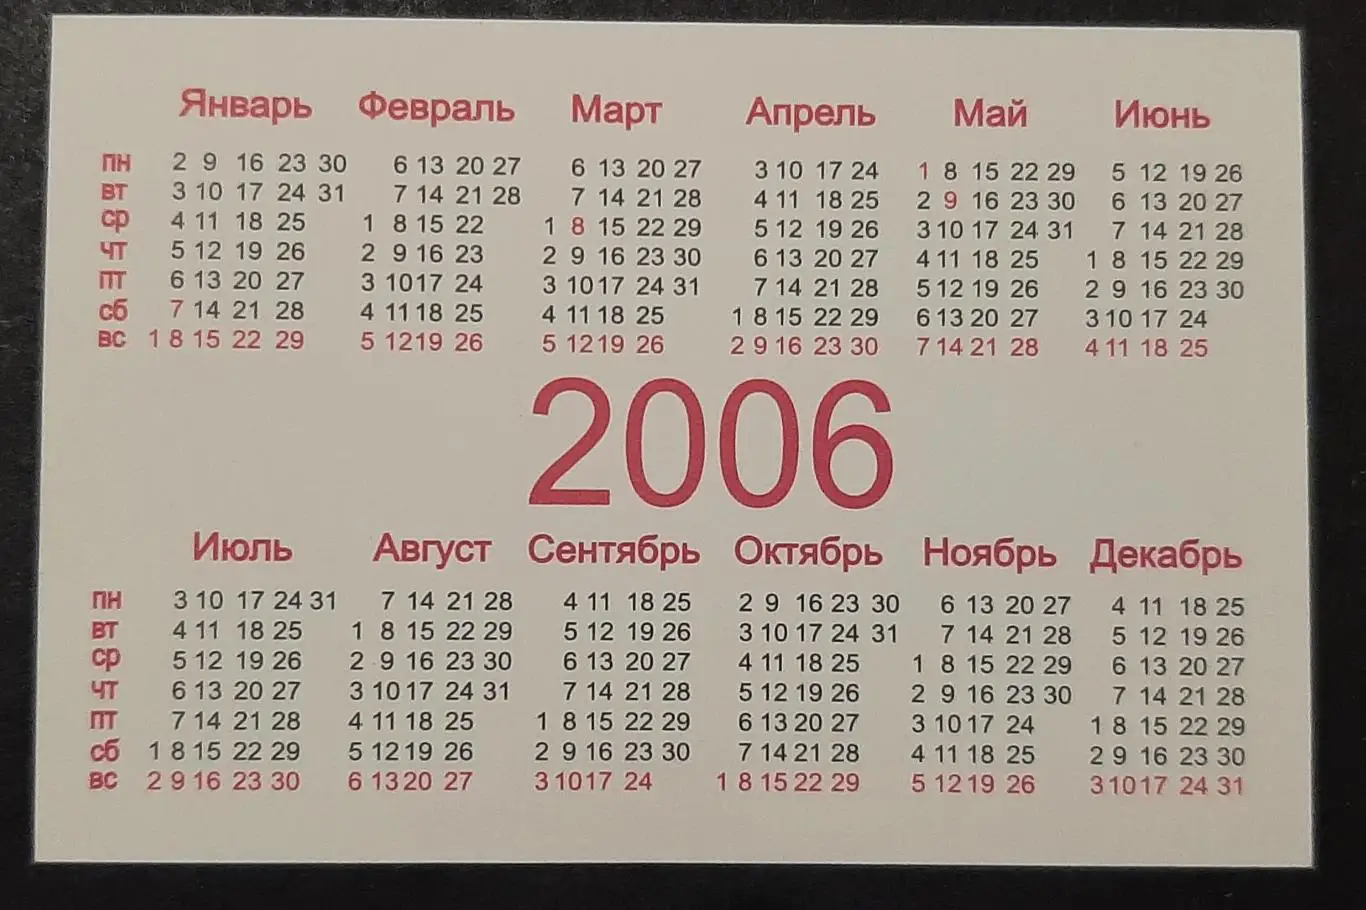 Январь Февраль Март Апрель Май Июнь
пн 2 9 16 23 30 6 13 20 27 6 13 20 27 3 10 17 24 1 8 15 22 29 5 12 19 26
вт 3 10 17 24 31 7 14 21 28 7 14 21 28 4 11 18 25 2 9 16 23 30 6 13 20 27
ср 4 11 18 25 1 8 15 22 1 8 15 22 29 5 12 19 26 3 10 17 24 31 7 14 21 28
чт 5 12 19 26 2 9 16 23 2 9 16 23 30 6 13 20 27 4 11 18 25 1 8 15 22 29
пт 6 13 20 27 3 10 17 24 3 10 17 24 31 7 14 21 28 5 12 19 26 2 9 16 23 30
сб 7 14 21 28 4 11 18 25 4 11 18 25 1 8 15 22 29 6 13 20 27 3 10 17 24
вс 1 8 15 22 29 5 12 19 26 5 12 19 26 2 9 16 23 30 7 14 21 28 4 11 18 25
2006
Июль Август Сентябрь Октябрь Ноябрь Декабрь
пн 3 10 17 24 31 7 14 21 28 4 11 18 25 2 9 16 23 30 6 13 20 27 4 11 18 25
вт 4 11 18 25 1 8 15 22 29 5 12 19 26 3 10 17 24 31 7 14 21 28 5 12 19 26
ср 5 12 19 26 2 9 16 23 30 6 13 20 27 4 11 18 25 1 8 15 22 29 6 13 20 27
чт 6 13 20 27 3 10 17 24 31 7 14 21 28 5 12 19 26 2 9 16 23 30 7 14 21 28
пт 7 14 21 28 4 11 18 25 1 8 15 22 29 6 13 20 27 3 10 17 24 1 8 15 22 29
сб 1 8 15 22 29 5 12 19 26 2 9 16 23 30 7 14 21 28 4 11 18 25 2 9 16 23 30
вс 2 9 16 23 30 6 13 20 27 3 10 17 24 1 8 15 22 29 5 12 19 26 3 10 17 24 31